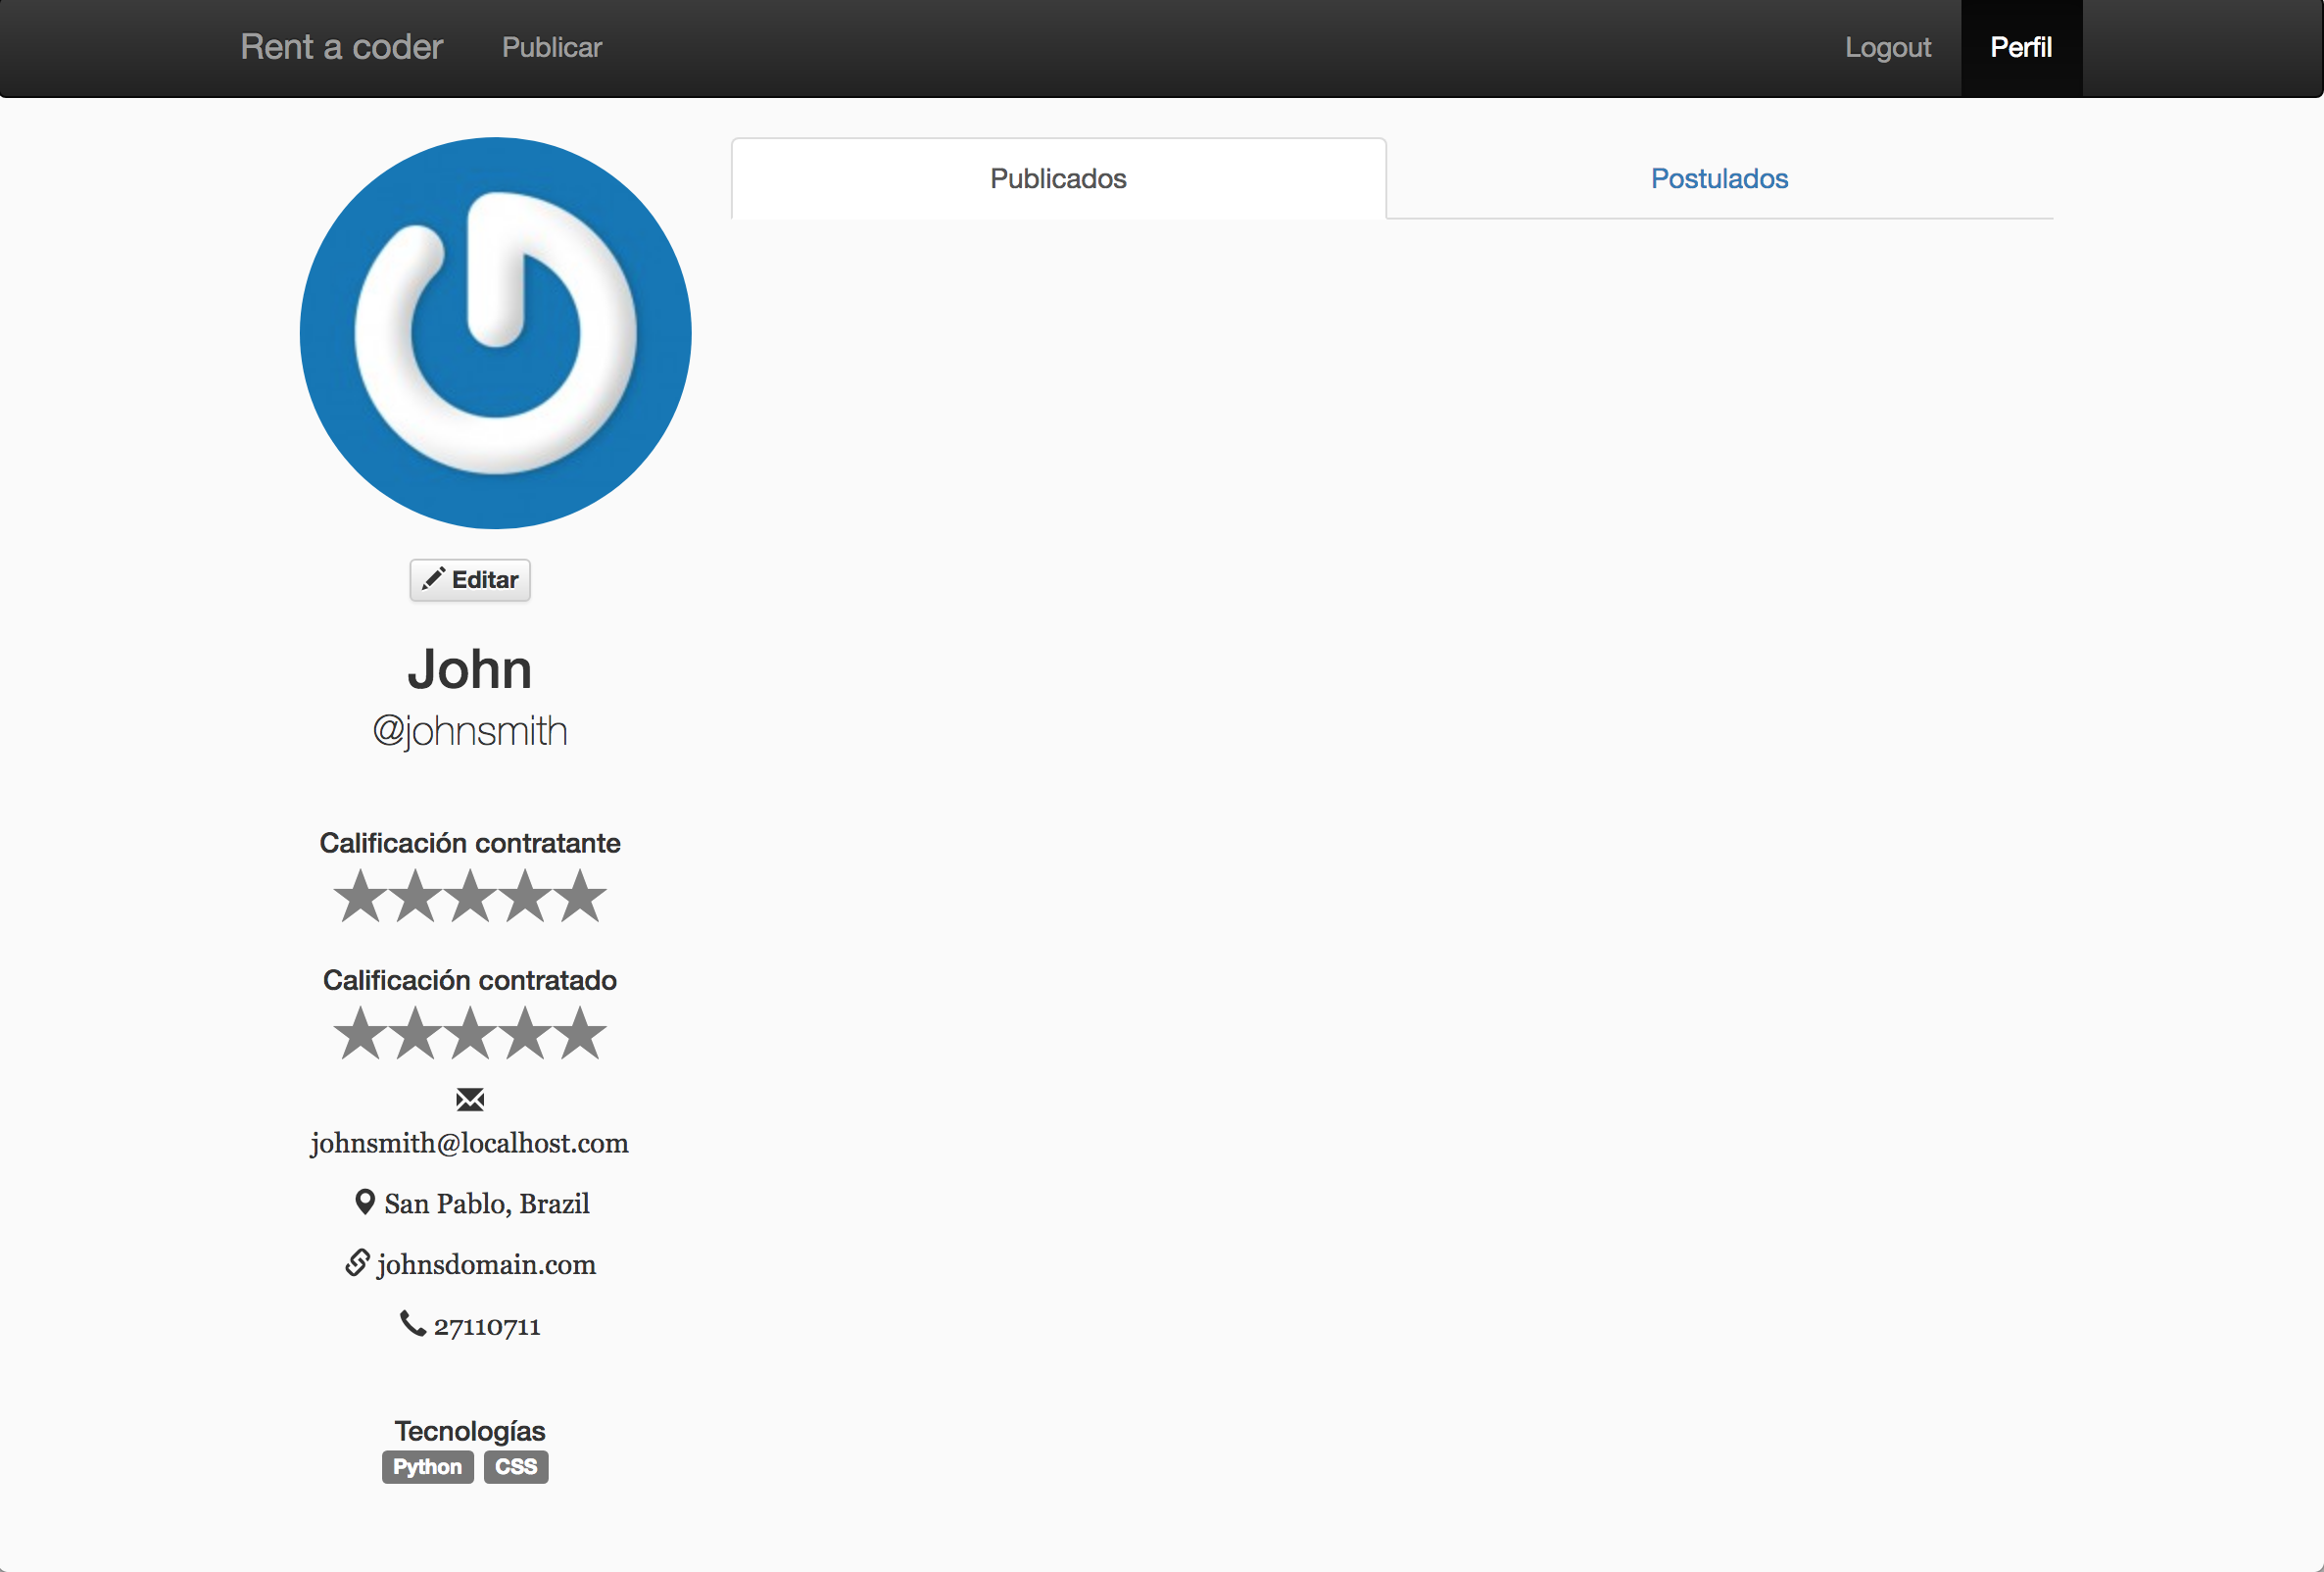 Rent a coder Publicar Logout Perfil
Publicados Postulados
Editar
John
@johnsmith
Calificación contratante
Calificación contratado
johnsmith@localhost.com
San Pablo, Brazil
johnsdomain.com
27110711
Tecnologías
Python CSS